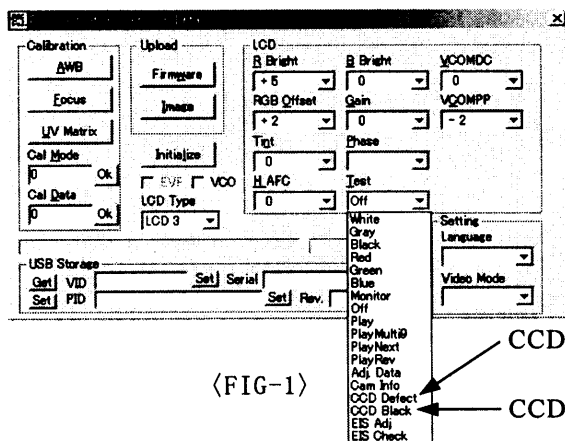 Calibration
AWB
Focus
UV Matrix
Cal Mode
0 Ok
Cal Data
0 Ok
Upload
Firmware
Image
Initialize
EVF VCO
LCD Type
LCD 3
LCD
R Bright B Bright VCOMDC
+ 5 0 0
RGB Offset Gain VCOMPP
+ 2 0 - 2
Tint Phase
0
H AFC Test
0 Off
White
Gray
Black
Red
Green
Blue
Monitor
Off
Play
PlayMulti9
PlayNext
PlayRev
Adj. Data
Cam Info
CCD Defect
CCD Black
EIS Adj
EIS Check
Setting
Language
Video Mode
USB Storage
Get VID Set Serial
Set PID Set Rev.
CCD
CCD
〈FIG-1〉